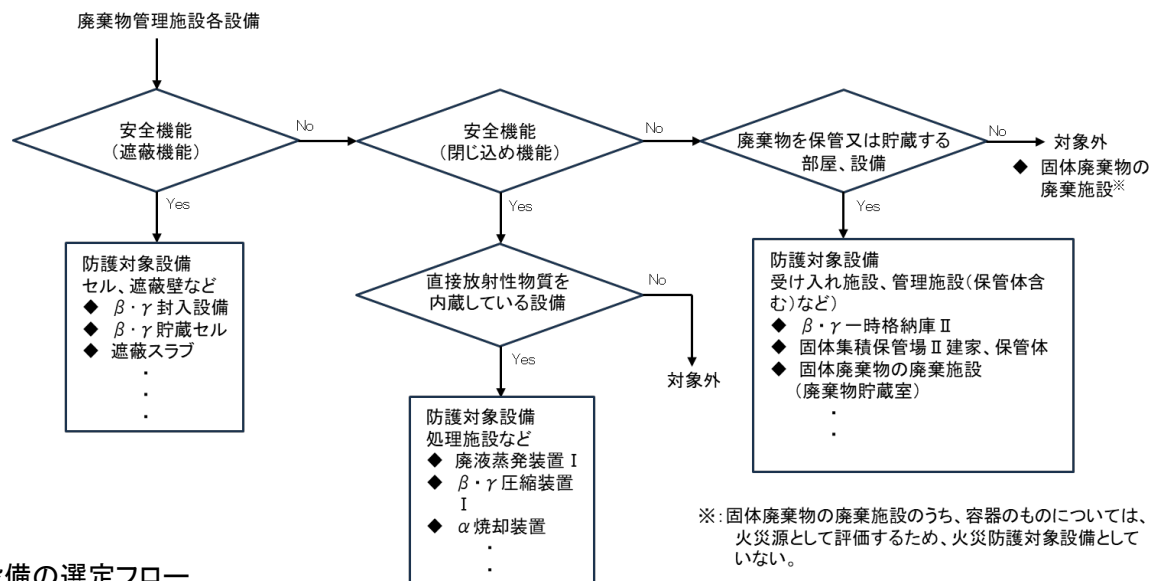 廃棄物管理施設各設備
安全機能
(遮蔽機能)
No
安全機能
(閉じ込め機能)
No
廃棄物を保管又は貯蔵する
部屋、設備
No
対象外
◆ 固体廃棄物の
廃棄施設※
Yes
Yes
Yes
防護対象設備
セル、遮蔽壁など
◆ β・γ封入設備
◆ β・γ貯蔵セル
◆ 遮蔽スラブ
・
・
・
直接放射性物質を
内蔵している設備
No
対象外
Yes
防護対象設備
処理施設など
◆ 廃液蒸発装置Ⅰ
◆ β・γ圧縮装置
Ⅰ
◆ α焼却装置
・
・
防護対象設備
受け入れ施設、管理施設(保管体含
む)など)
◆ β・γ一時格納庫Ⅱ
◆ 固体集積保管場Ⅱ建家、保管体
◆ 固体廃棄物の廃棄施設
(廃棄物貯蔵室)
・
・
※:固体廃棄物の廃棄施設のうち、容器のものについては、
火災源として評価するため、火災防護対象設備として
いない。
備の選定フロー